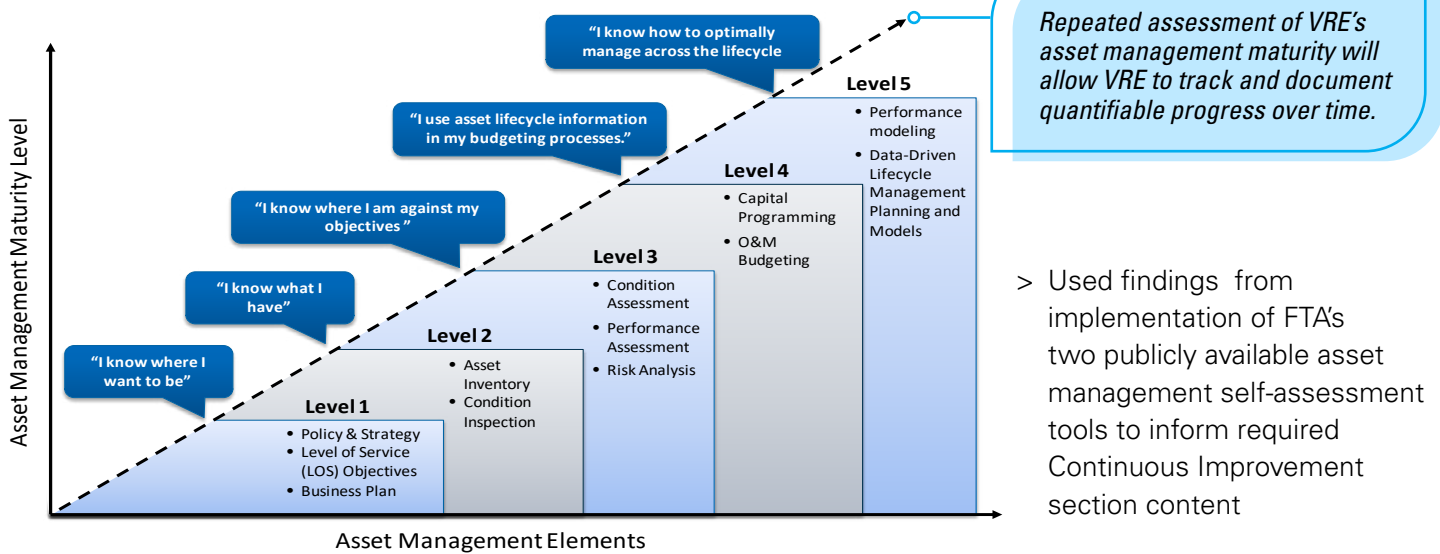 Asset Management Maturity Level
"I know where I
want to be"
"I know what I
have"
"I know where I am against my
objectives "
"I use asset lifecycle information
in my budgeting processes."
"I know how to optimally
manage across the lifecycle
Level 1
• Policy & Strategy
• Level of Service
(LOS) Objectives
• Business Plan
Level 2
• Asset
Inventory
• Condition
Inspection
Level 3
• Condition
Assessment
• Performance
Assessment
• Risk Analysis
Level 4
• Capital
Programming
• O&M
Budgeting
Level 5
• Performance
modeling
• Data-Driven
Lifecycle
Management
Planning and
Models
Asset Management Elements
Repeated assessment of VRE's
asset management maturity will
allow VRE to track and document
quantifiable progress over time.
> Used findings from
implementation of FTA's
two publicly available asset
management self-assessment
tools to inform required
Continuous Improvement
section content